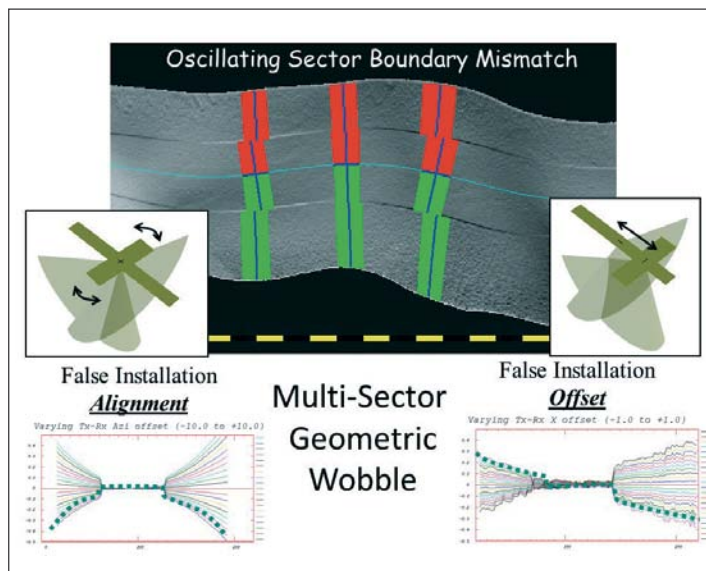 Oscillating Sector Boundary Mismatch
False Installation
Alignment
Varying Tx-Rx Azi offset (-10.0 to +10.0)
Multi-Sector
Geometric
Wobble
False Installation
Offset
Varying Tx-Rx X offset (-1.0 to +1.0)